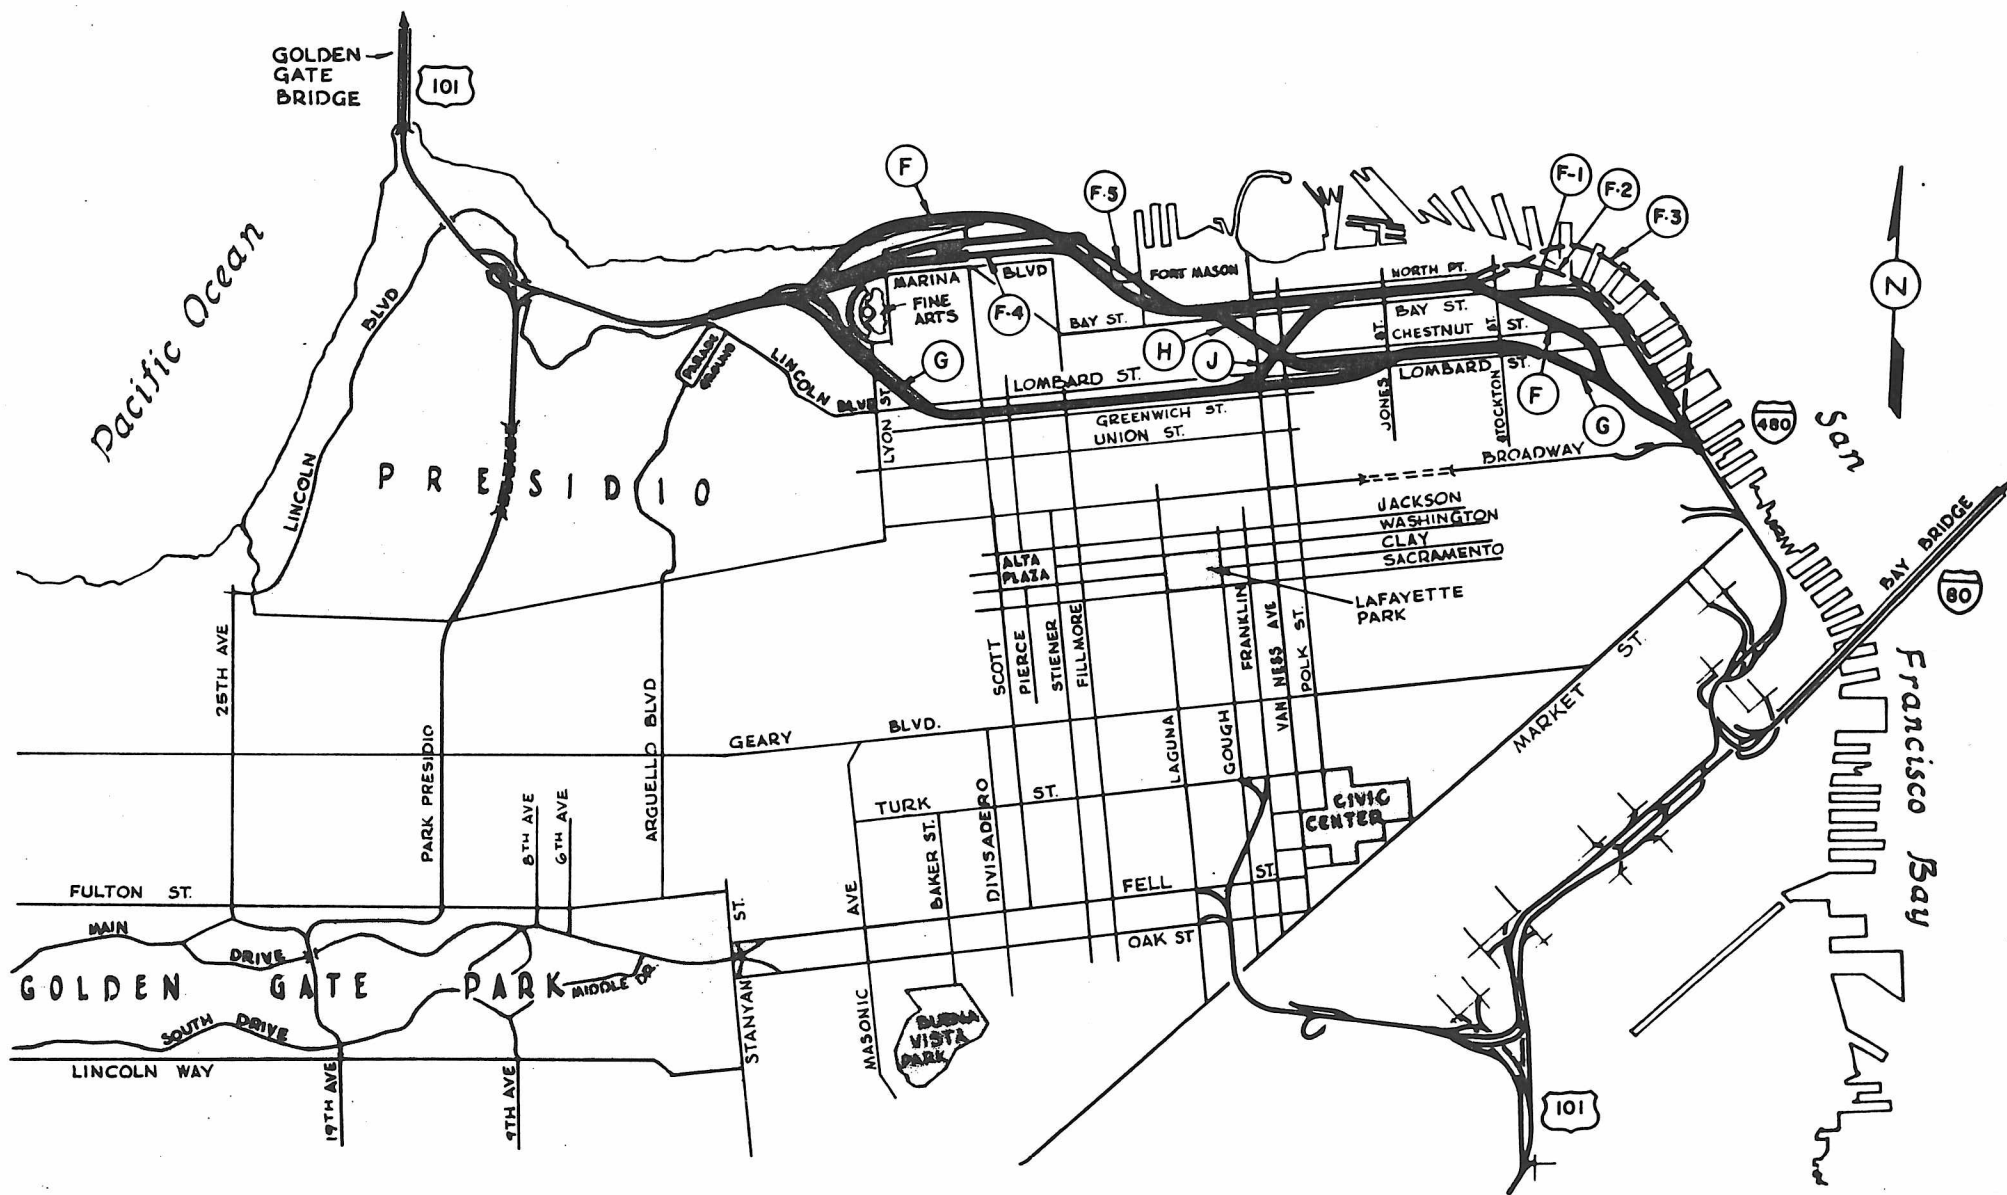 GOLDEN
GATE
BRIDGE
101
Pacific Ocean
LINCOLN
BLVD
PRESIDIO
PARADE
GROUND
LINCOLN
BLVD
F
F-5
F-1
F-2
F-3
F-4
G
H
J
F
G
MARINA BLVD
FINE
ARTS
FORT MASON
NORTH PT.
BAY ST.
BAY ST.
CHESTNUT ST.
LOMBARD ST.
LOMBARD ST.
GREENWICH ST.
UNION ST.
BROADWAY
LYON ST.
JONES ST.
STOCKTON ST.
N
480
San
Francisco Bay
BAY BRIDGE
80
JACKSON
WASHINGTON
CLAY
SACRAMENTO
ALTA
PLAZA
LAFAYETTE
PARK
SCOTT
PIERCE
STIENER
FILLMORE
FRANKLIN
VAN NESS AVE
POLK ST.
LAGUNA
GOUGH
MARKET ST.
25TH AVE
PARK PRESIDIO
ARGUELLO BLVD
GEARY BLVD.
8TH AVE
6TH AVE
TURK ST.
BAKER ST.
DIVISADERO
CIVIC
CENTER
FULTON ST.
FELL ST.
OAK ST
MAIN
DRIVE
GOLDEN GATE PARK
MIDDLE DR.
SOUTH DRIVE
LINCOLN WAY
19TH AVE
9TH AVE
STANYAN ST.
MASONIC AVE
BUENA
VISTA
PARK
101